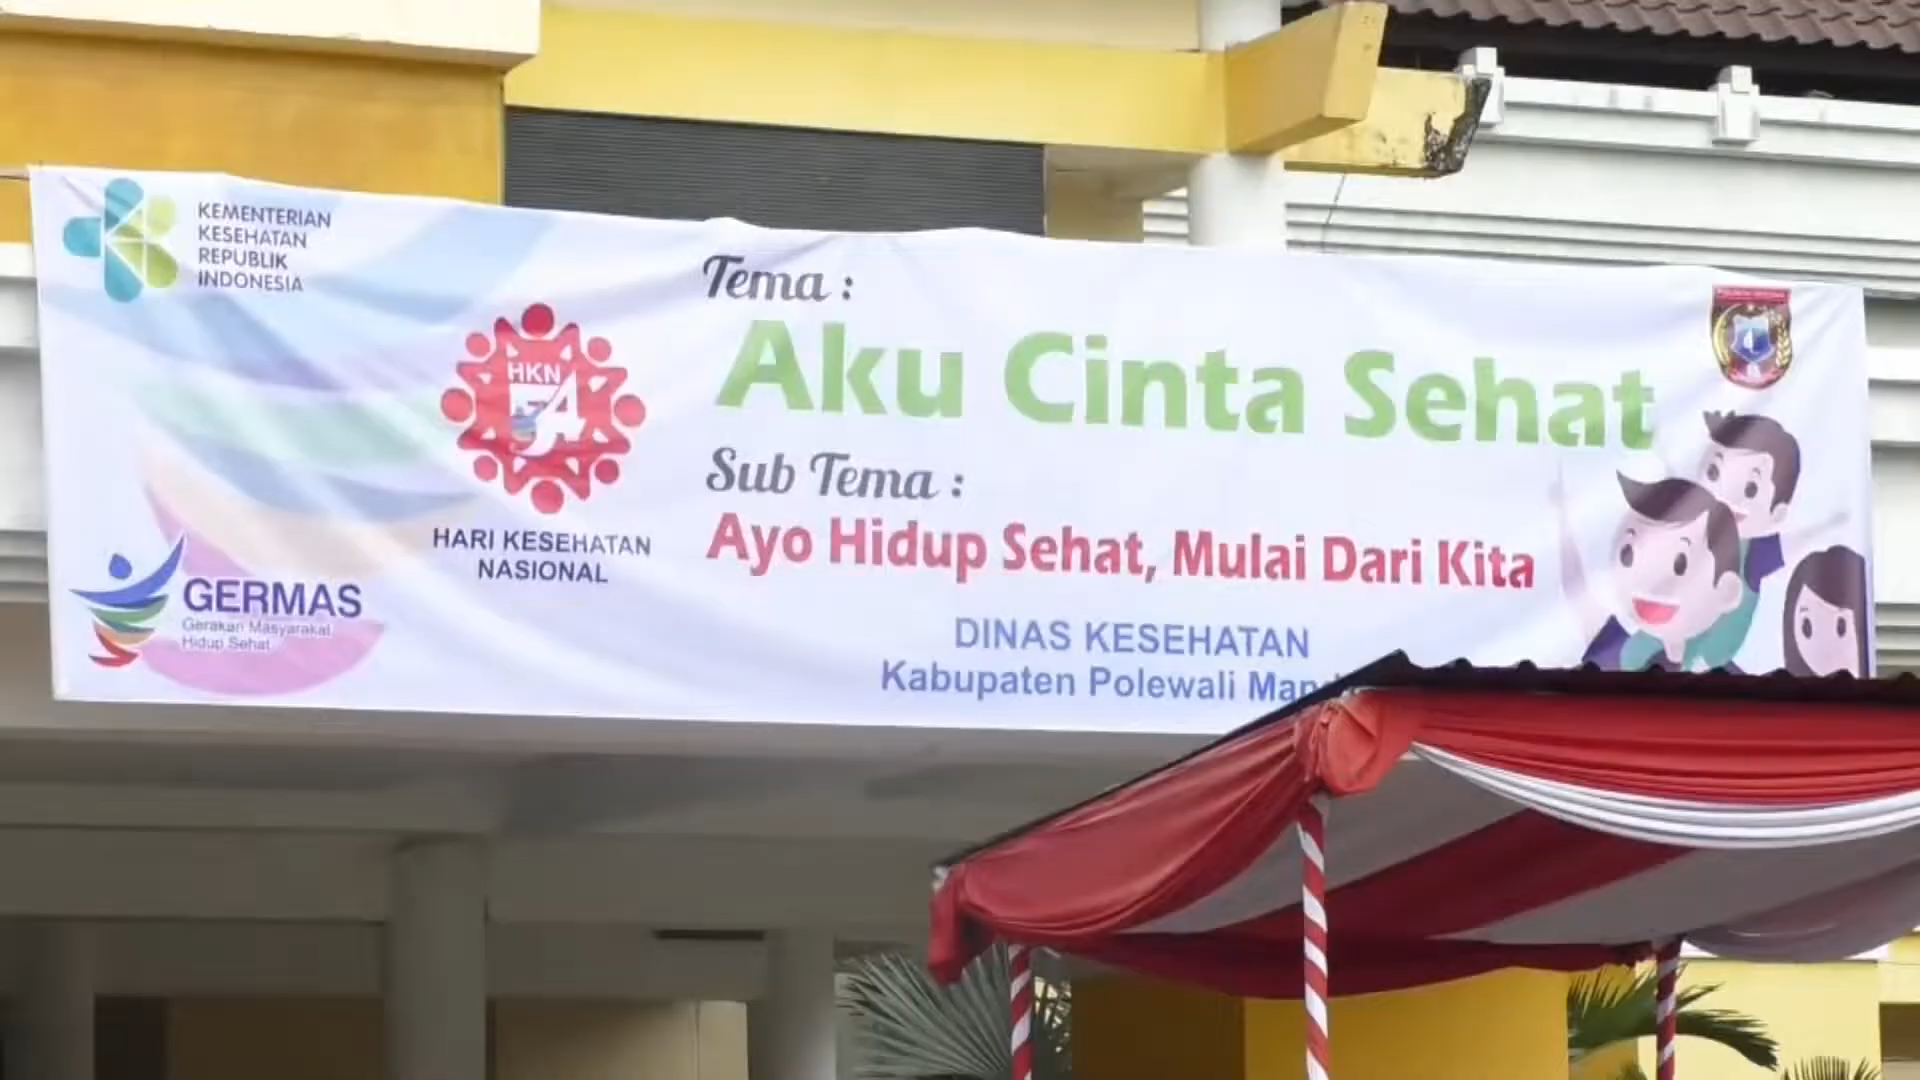 KEMENTERIAN
KESEHATAN
REPUBLIK
INDONESIA
HKN
54
HARI KESEHATAN
NASIONAL
GERMAS
Gerakan Masyarakat
Hidup Sehat
Tema :
Aku Cinta Sehat
Sub Tema :
Ayo Hidup Sehat, Mulai Dari Kita
DINAS KESEHATAN
Kabupaten Polewali